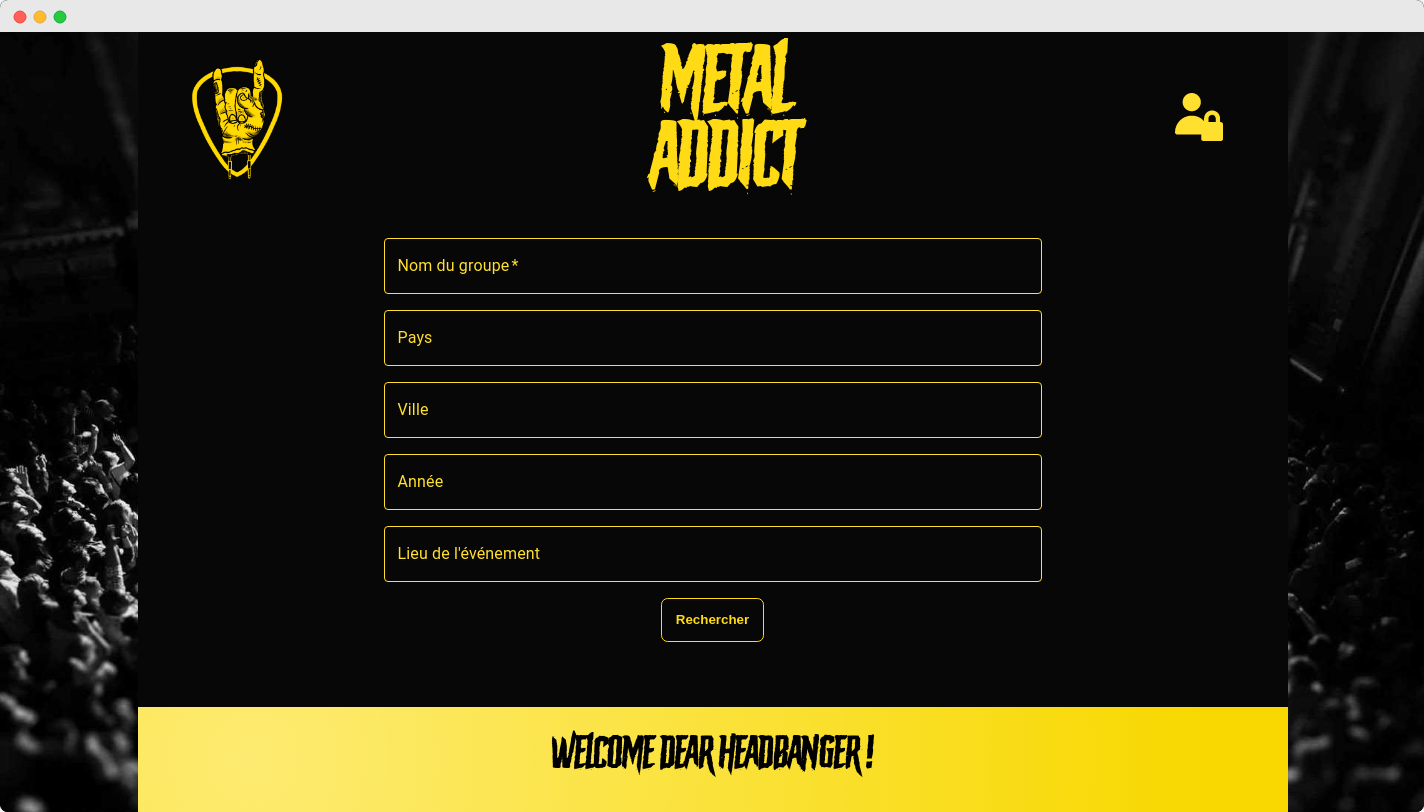 METAL
ADDICT
Nom du groupe *
Pays
Ville
Année
Lieu de l'événement
Rechercher
WELCOME DEAR HEADBANGER !